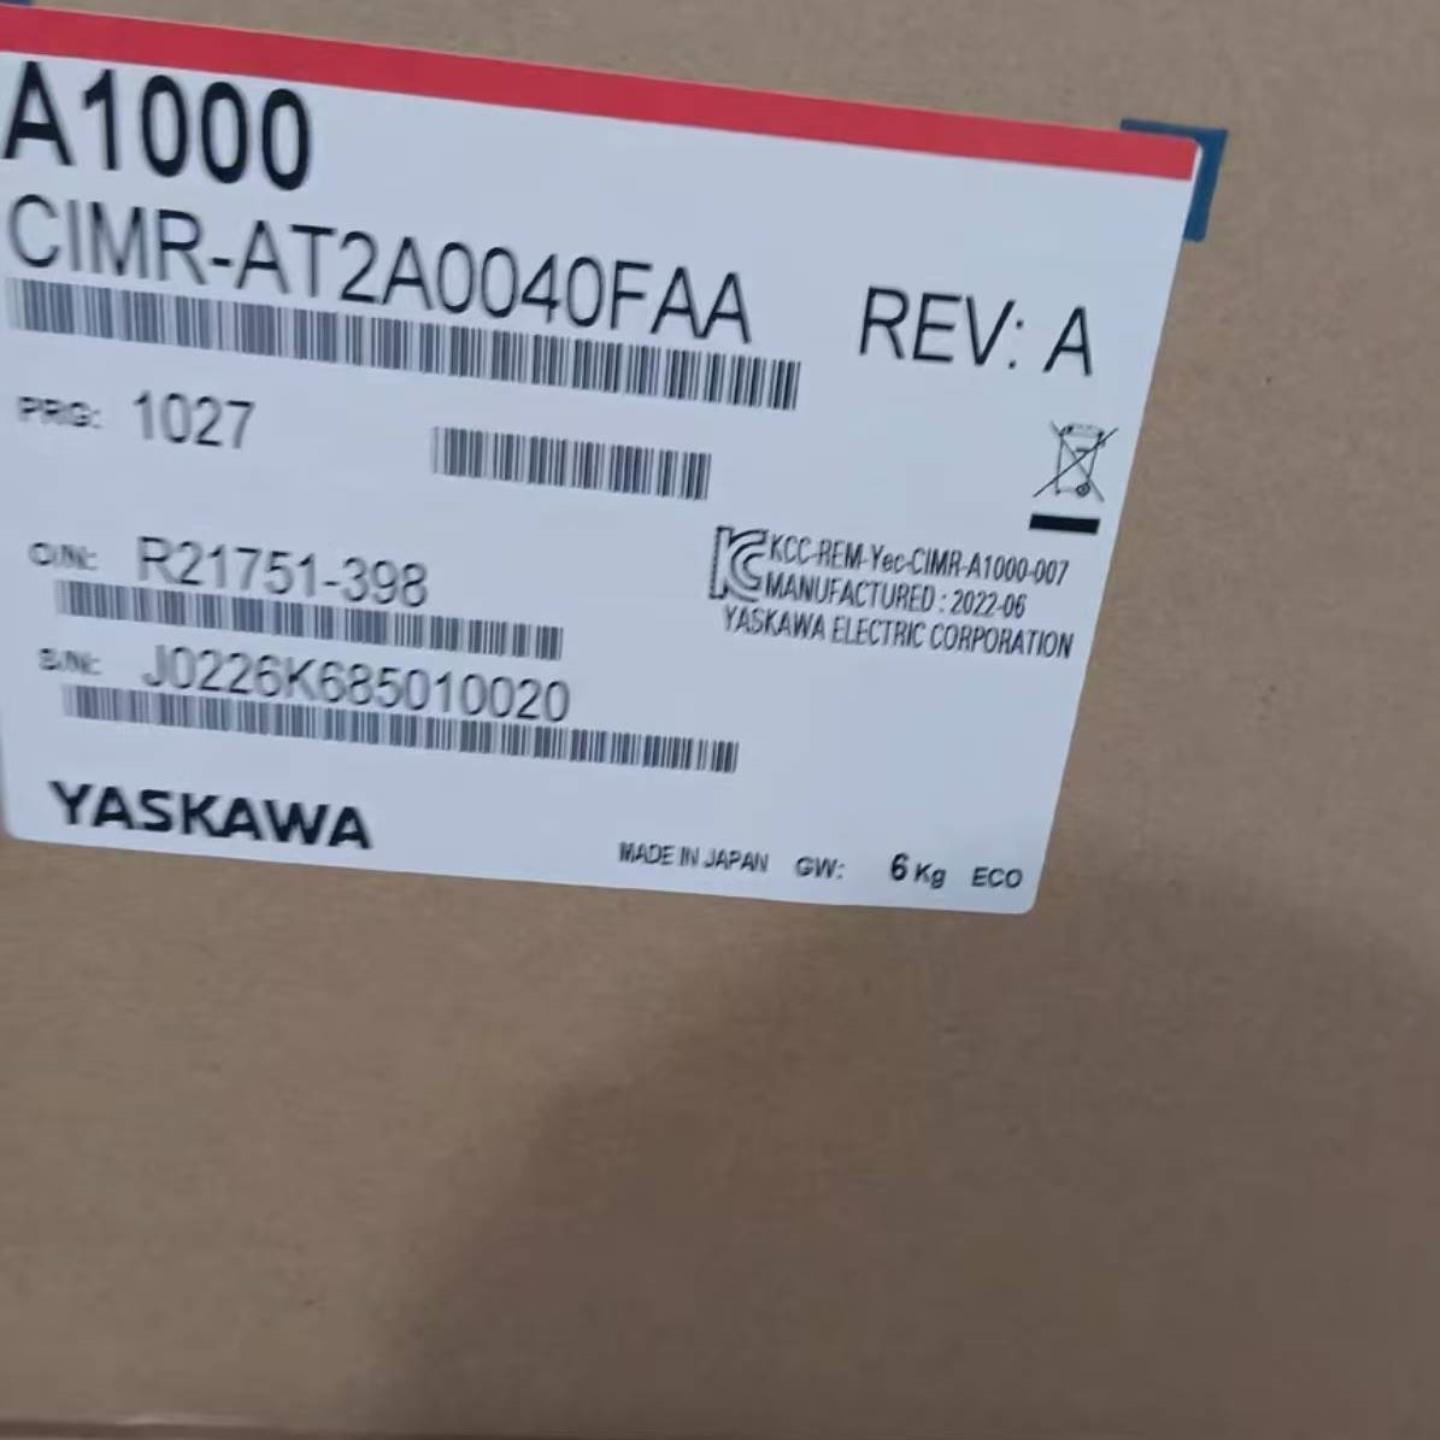 A1000
CIMR-AT2A0040FAA REV: A
PRG: 1027
O/N: R21751-398
KCC-REM-Yec-CIMR-A1000-007
MANUFACTURED : 2022-06
YASKAWA ELECTRIC CORPORATION
S/N: J0226K685010020
YASKAWA
MADE IN JAPAN GW: 6 Kg ECO